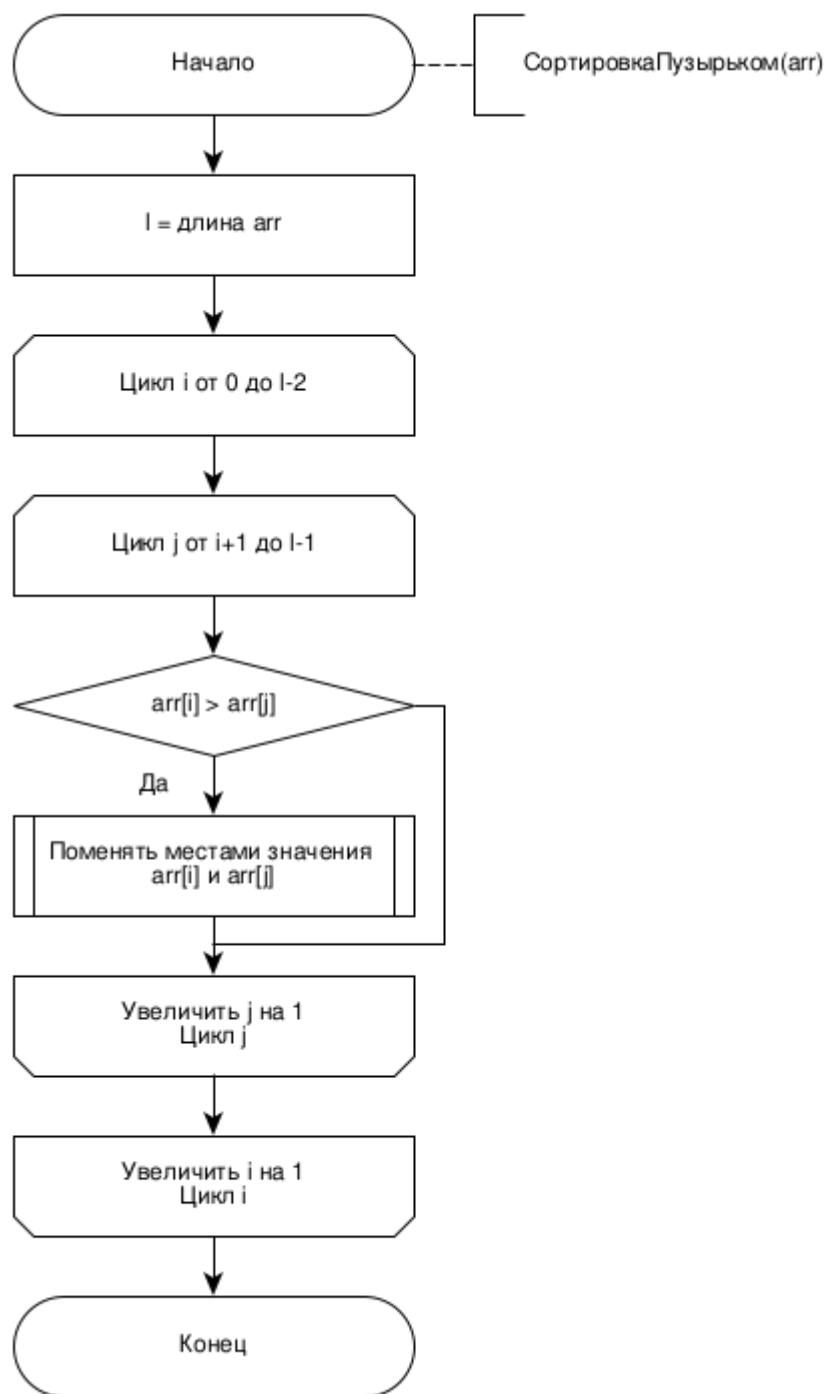 Начало
СортировкаПузырьком(arr)
l = длина arr
Цикл i от 0 до l-2
Цикл j от i+1 до l-1
arr[i] > arr[j]
Да
Поменять местами значения
arr[i] и arr[j]
Увеличить j на 1
Цикл j
Увеличить i на 1
Цикл i
Конец